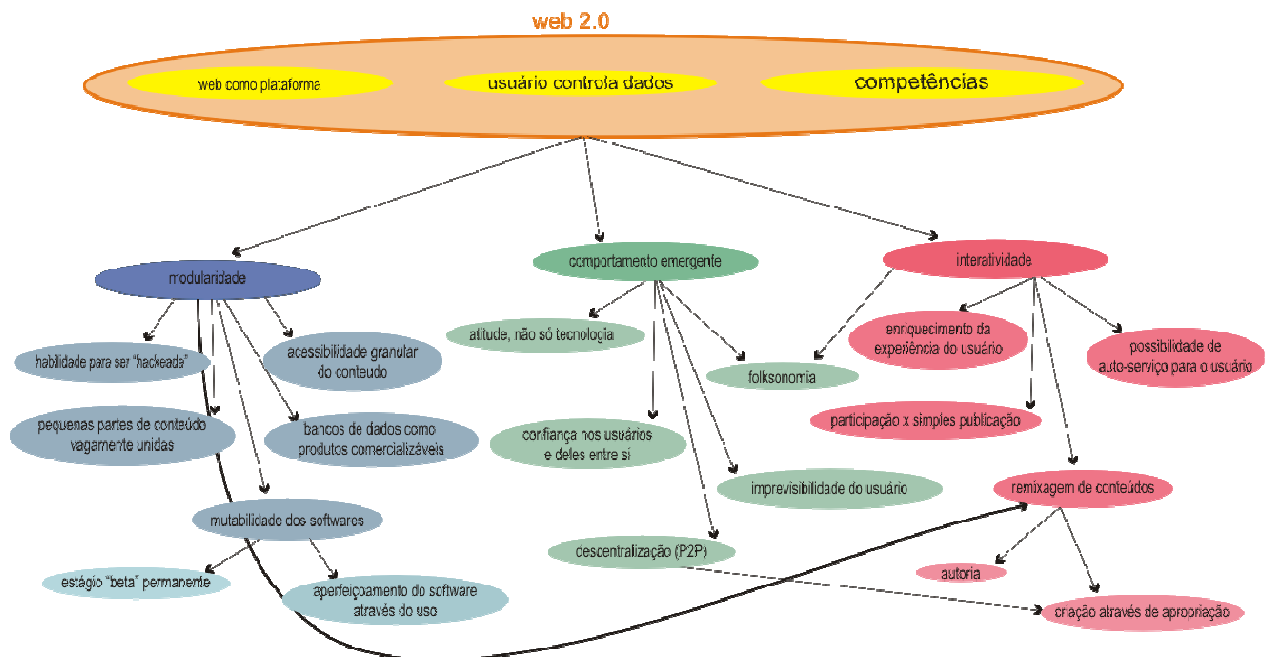 web 2.0
web como plataforma
usuário controla dados
competências
modularidade
comportamento emergente
interatividade
habilidade para ser "hackeada"
acessibilidade granular
do conteudo
pequenas partes de conteúdo
vagamente unidas
bancos de dados como
produtos comercializáveis
mutabilidade dos softwares
estágio "beta" permanente
aperfeiçoamento do software
através do uso
atitude, não só tecnologia
folksonomia
confiança nos usuários
e deles entre si
imprevisibilidade do usuário
descentralização (P2P)
enriquecimento da
experiência do usuário
possibilidade de
auto-serviço para o usuário
participação x simples publicação
remixagem de conteúdos
autoria
criação através de apropriação